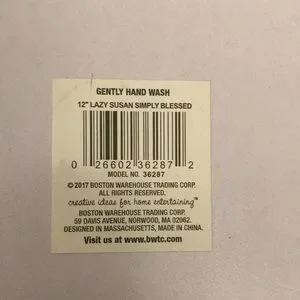 GENTLY HAND WASH
12" LAZY SUSAN SIMPLY BLESSED
0 26602 36287 2
MODEL NO. 36287
© 2017 BOSTON WAREHOUSE TRADING CORP.
ALL RIGHTS RESERVED.
creative ideas for home entertaining™
BOSTON WAREHOUSE TRADING CORP.
59 DAVIS AVENUE, NORWOOD, MA 02062.
DESIGNED IN MASSACHUSETTS, MADE IN CHINA.
Visit us at www.bwtc.com